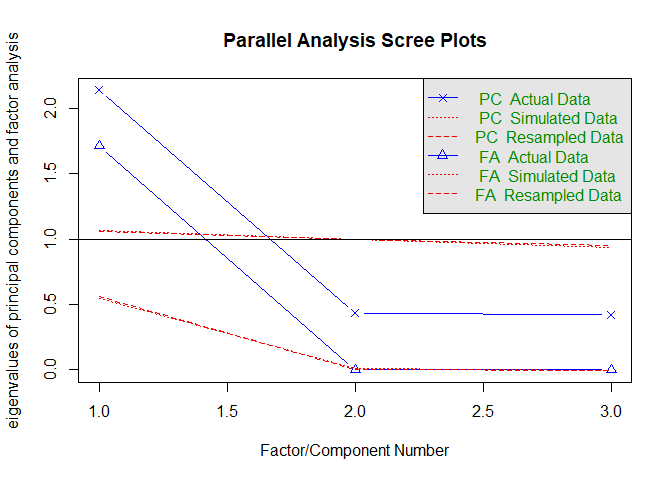 Parallel Analysis Scree Plots
eigenvalues of principal components and factor analysis
2.0
1.5
1.0
0.5
0.0
PC Actual Data
PC Simulated Data
PC Resampled Data
FA Actual Data
FA Simulated Data
FA Resampled Data
1.0 1.5 2.0 2.5 3.0
Factor/Component Number